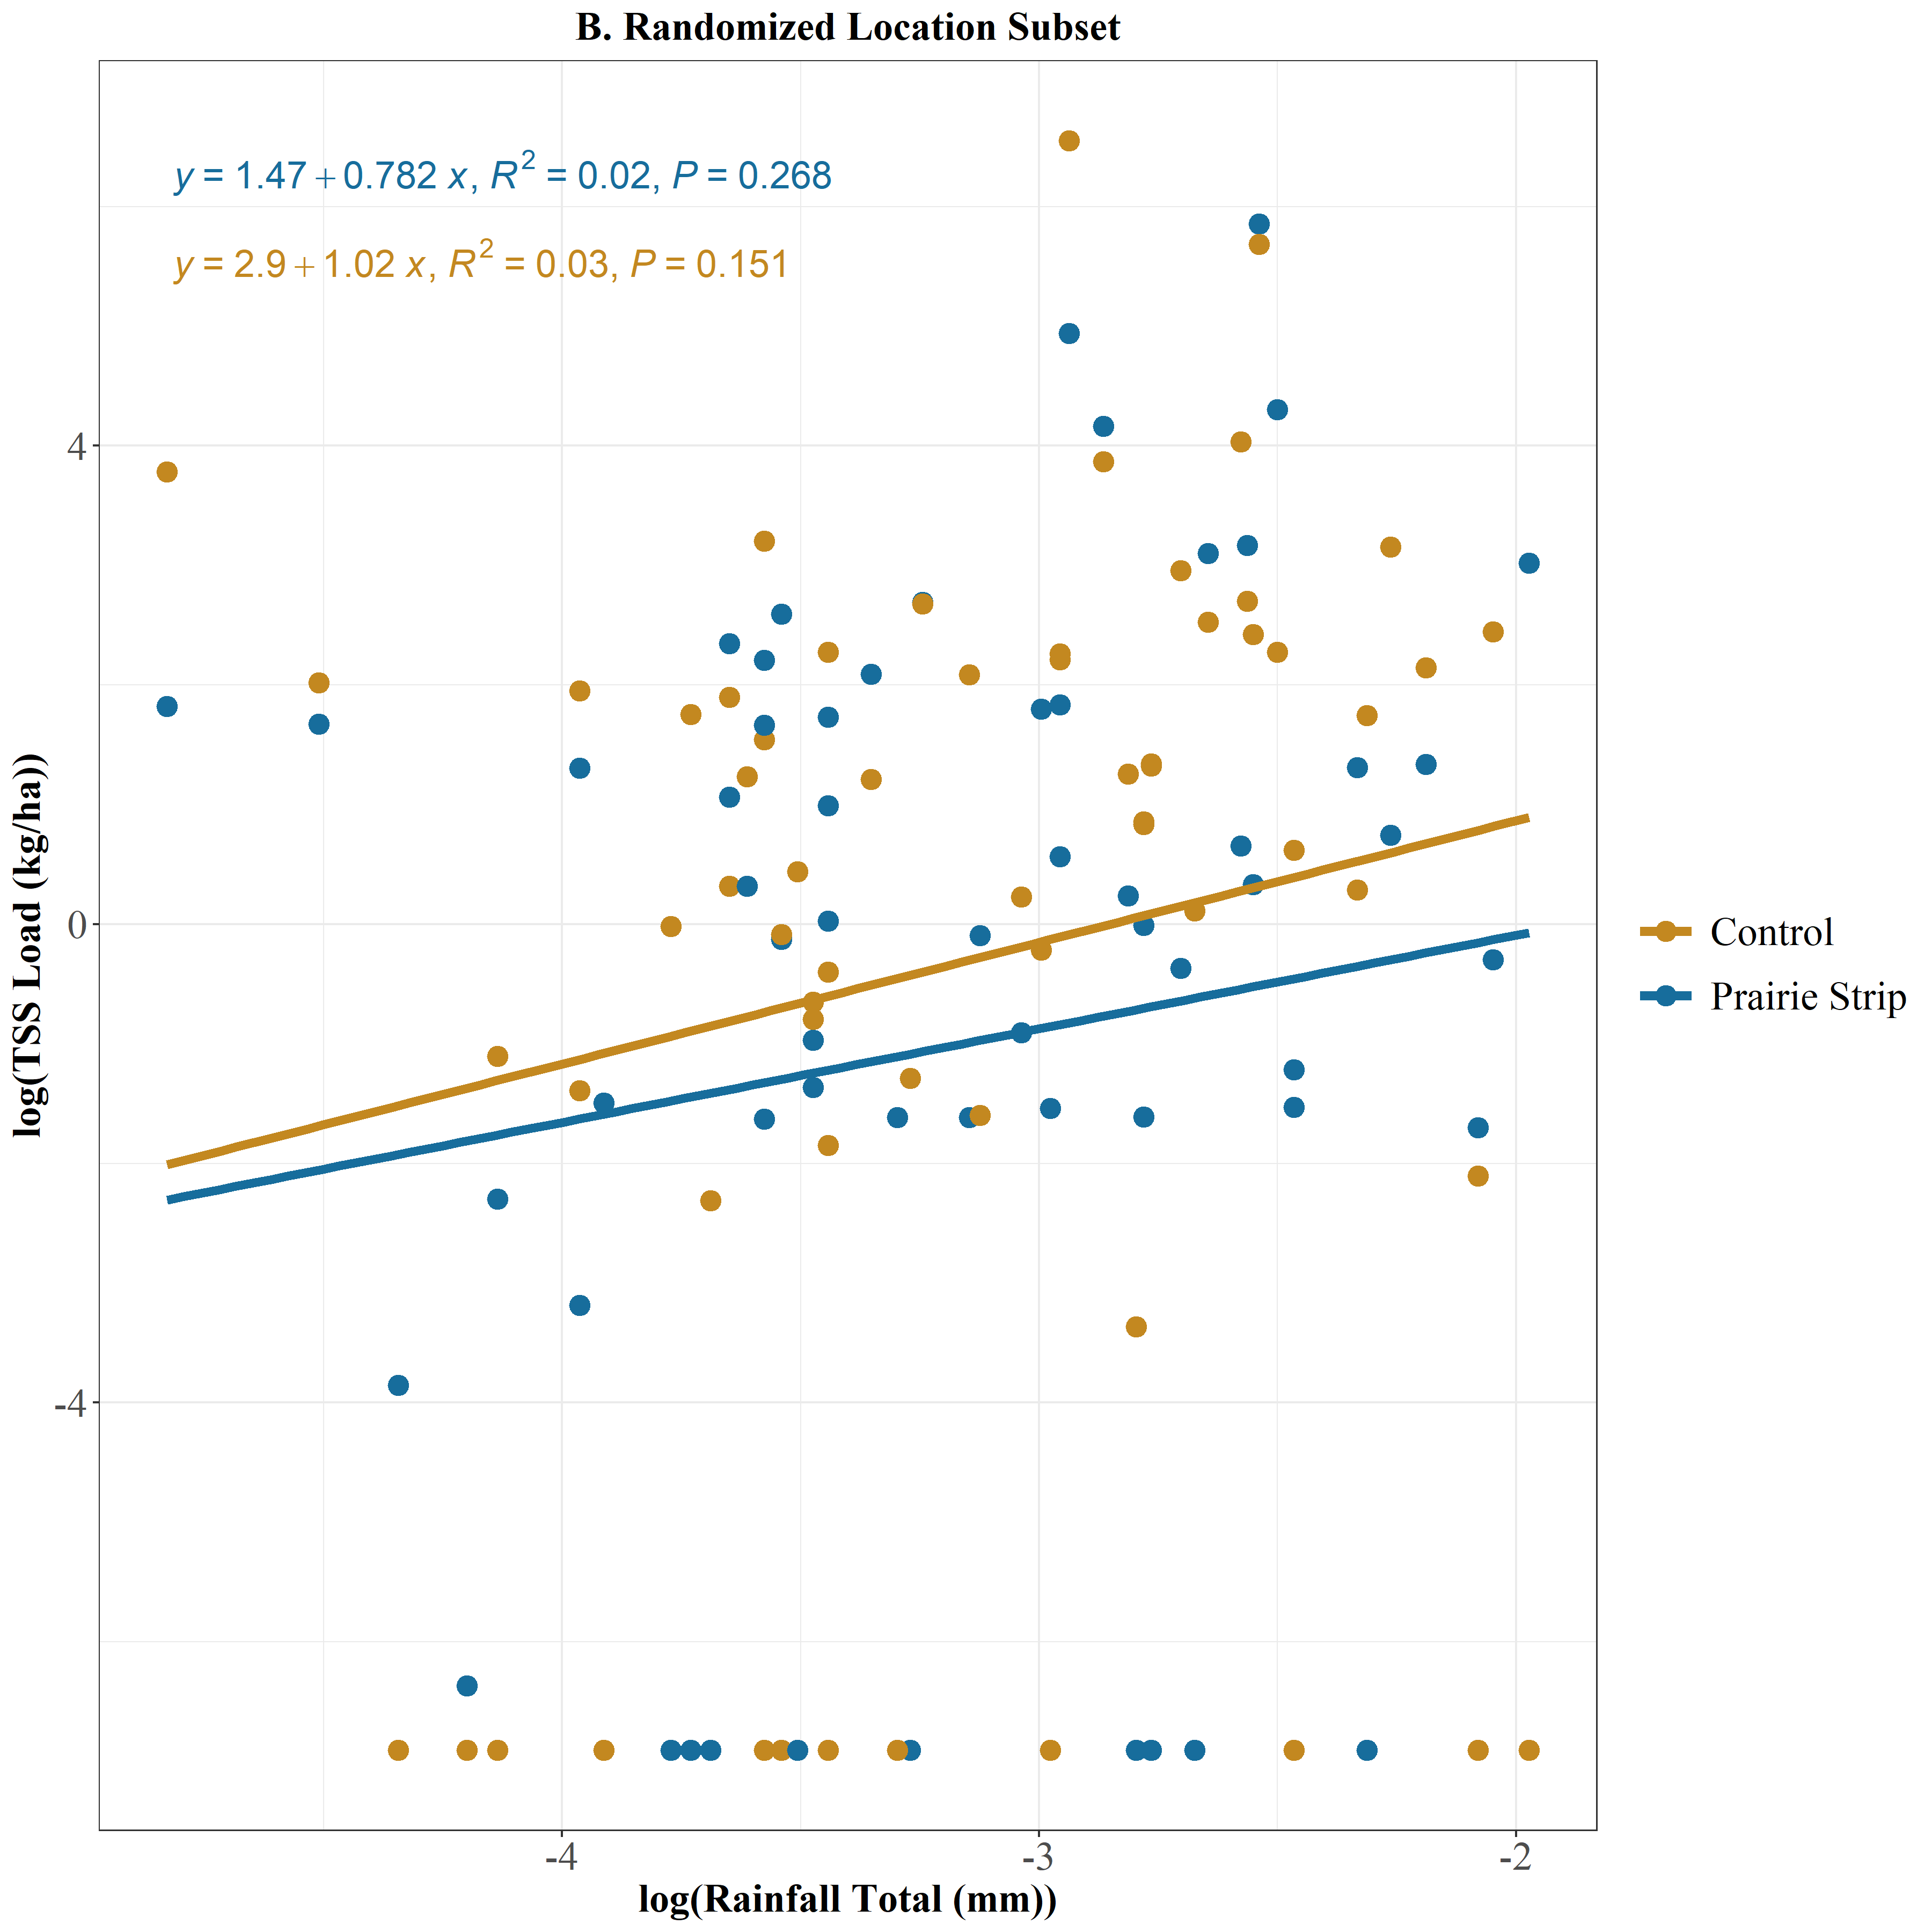 B. Randomized Location Subset
y = 1.47 + 0.782 x, R² = 0.02, P = 0.268
y = 2.9 + 1.02 x, R² = 0.03, P = 0.151
log(TSS Load (kg/ha))
4
0
-4
-4
-3
-2
log(Rainfall Total (mm))
Control
Prairie Strip